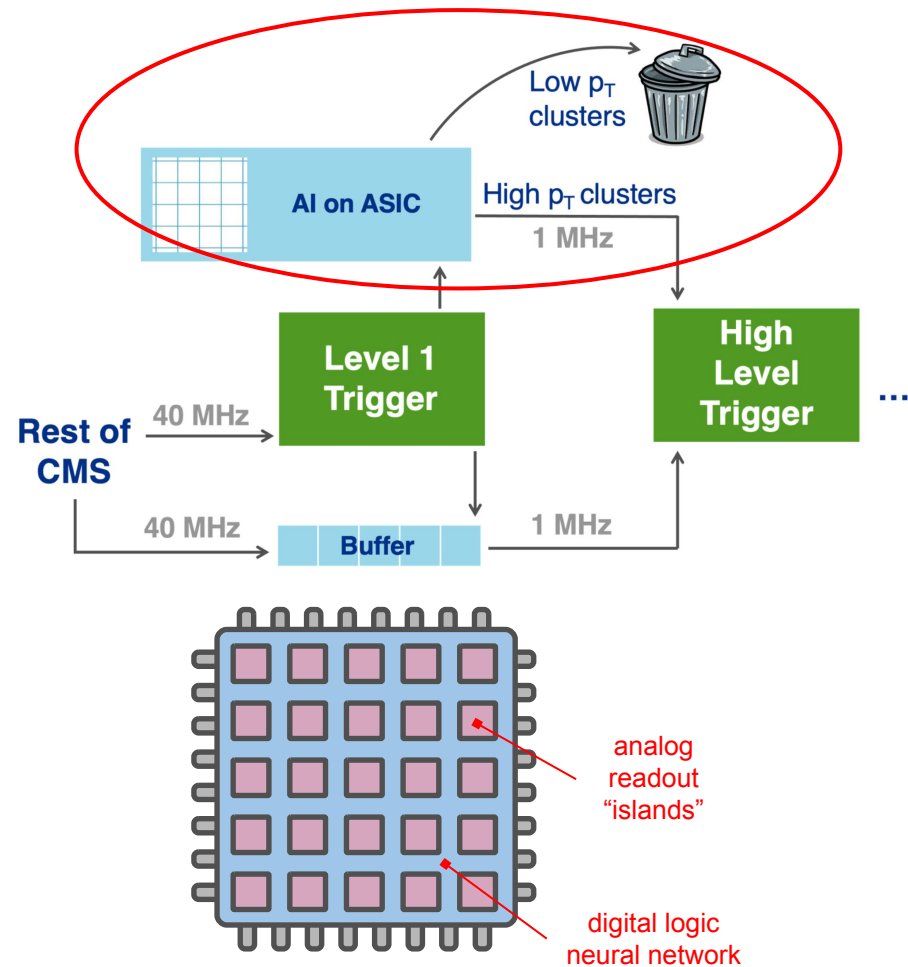 Low pT
clusters
AI on ASIC
High pT clusters
1 MHz
Level 1
Trigger
High
Level
Trigger
...
40 MHz
Rest of
CMS
40 MHz
Buffer
1 MHz
analog
readout
“islands”
digital logic
neural network